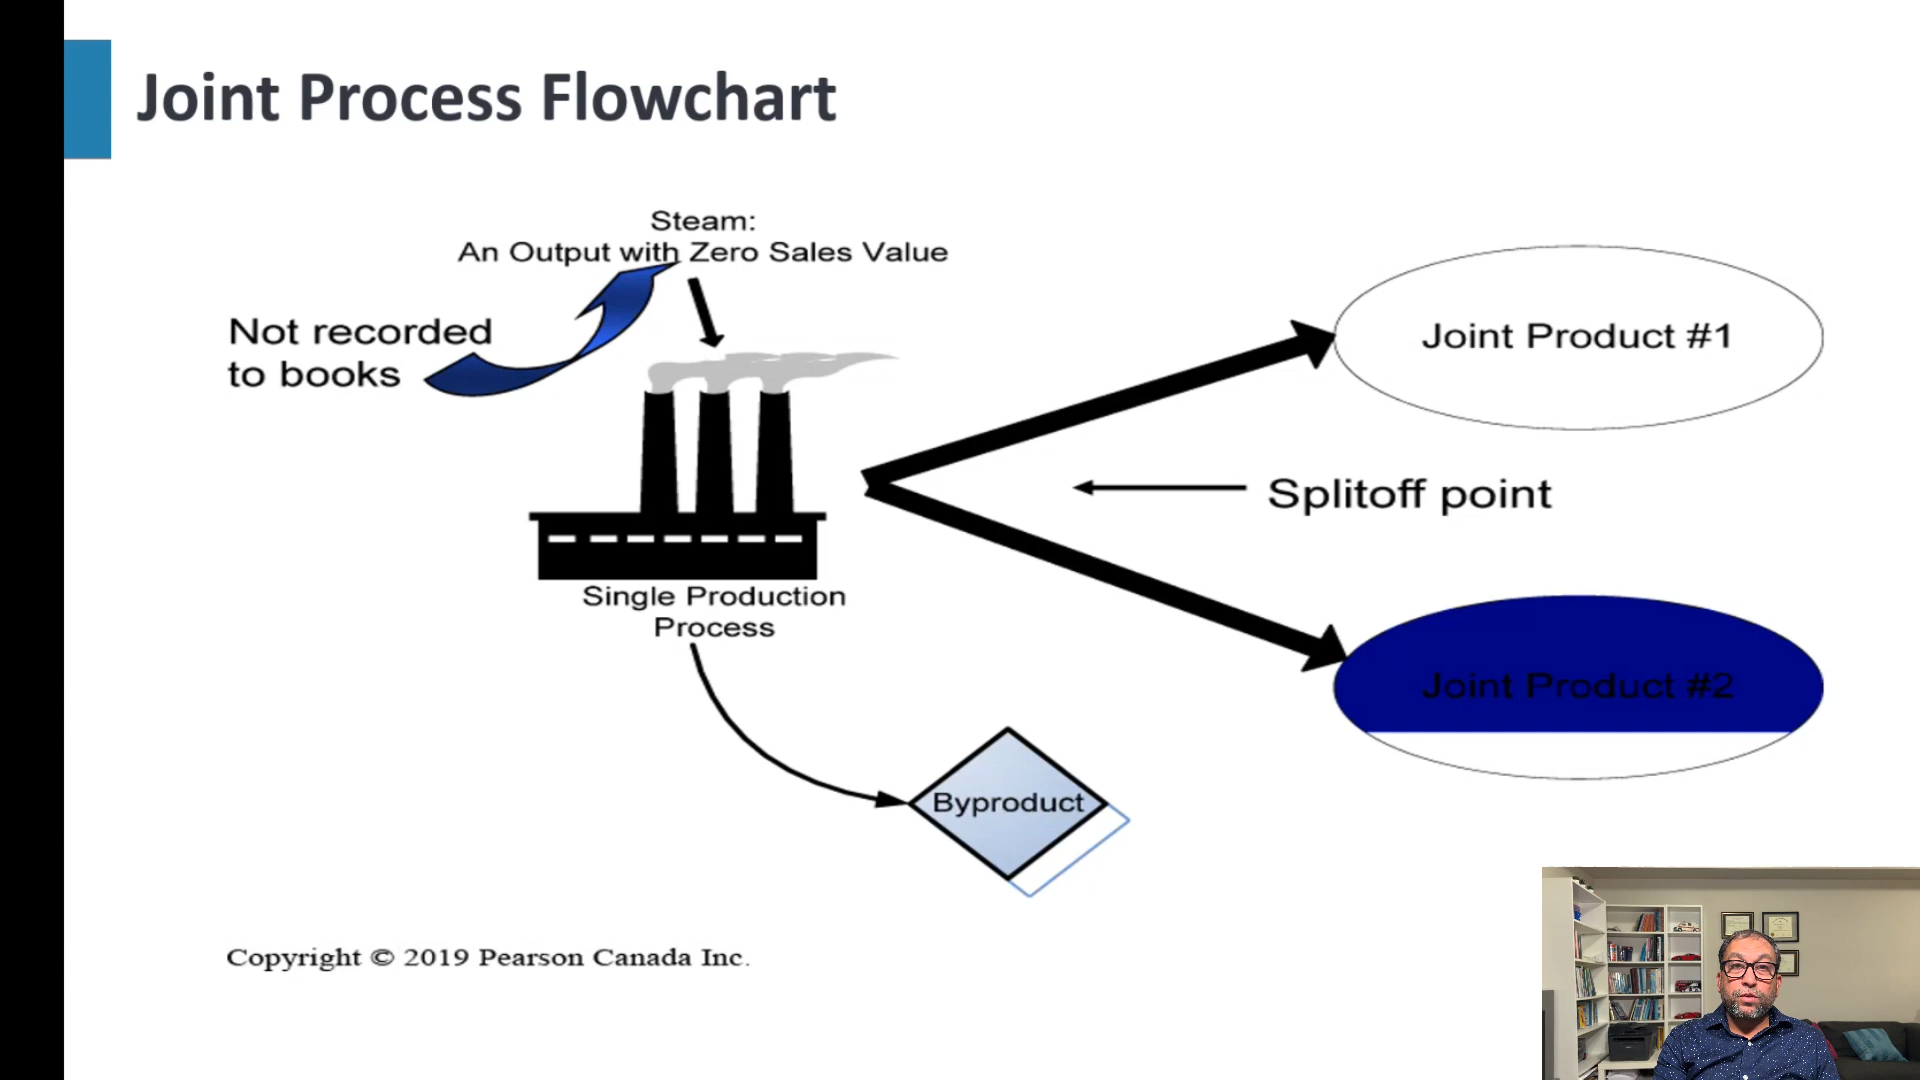 Joint Process Flowchart
Steam:
An Output with Zero Sales Value
Not recorded
to books
Joint Product #1
Splitoff point
Single Production
Process
Joint Product #2
Byproduct
Copyright © 2019 Pearson Canada Inc.